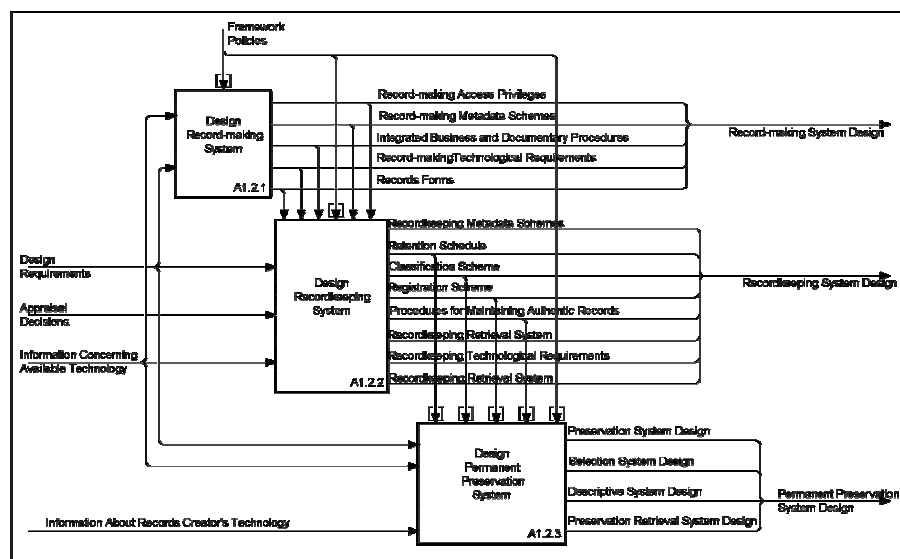 Framework
Policies
Design
Record-making
System
A1.2.1
Record-making Access Privileges
Record-making Metadata Schemes
Integrated Business and Documentary Procedures
Record-makingTechnological Requirements
Records Forms
Record-making System Design
Design
Requirements
Appraisal
Decisions
Information Concerning
Available Technology
Design
Recordkeeping
System
A1.2.2
Recordkeeping Metadata Schemes
Retention Schedule
Classification Scheme
Registration Scheme
Procedures for Maintaining Authentic Records
Recordkeeping Retrieval System
Recordkeeping Technological Requirements
Recordkeeping Retrieval System
Recordkeeping System Design
Design
Permanent
Preservation
System
A1.2.3
Preservation System Design
Selection System Design
Descriptive System Design
Preservation Retrieval System Design
Permanent Preservation
System Design
Information About Records Creator's Technology